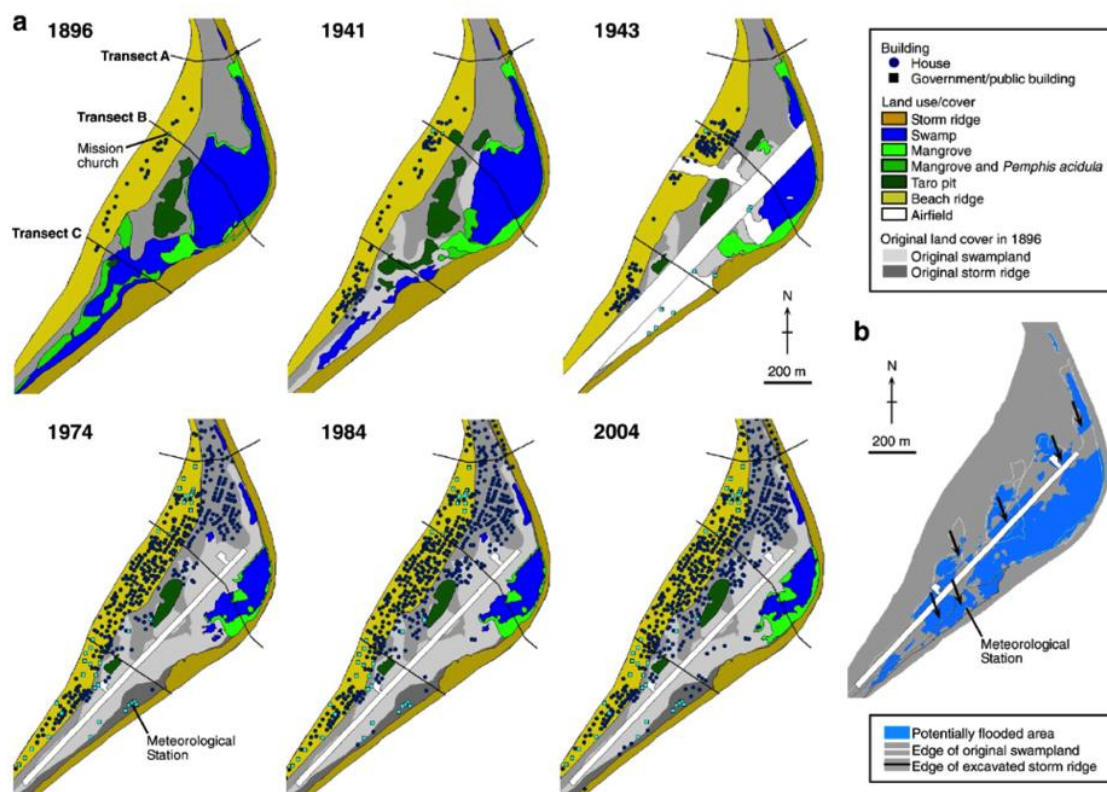 a
1896
1941
1943
Transect A
Transect B
Mission
church
Transect C
N
200 m
Building
House
Government/public building
Land use/cover
Storm ridge
Swamp
Mangrove
Mangrove and Pemphis acidula
Taro pit
Beach ridge
Airfield
Original land cover in 1896
Original swampland
Original storm ridge
1974
1984
2004
Meteorological
Station
b
N
200 m
Meteorological
Station
Potentially flooded area
Edge of original swampland
Edge of excavated storm ridge